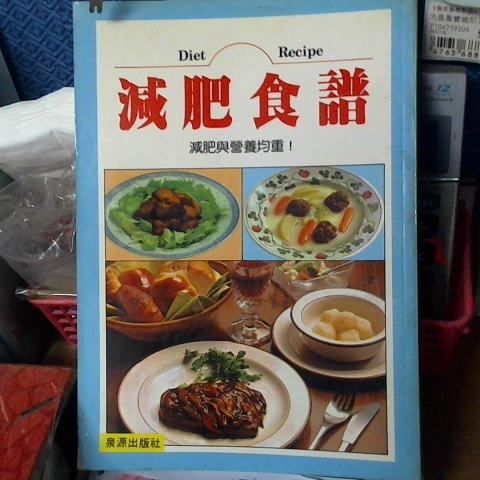 Diet Recipe
減肥食譜
減肥與營養均重！
泉源出版社